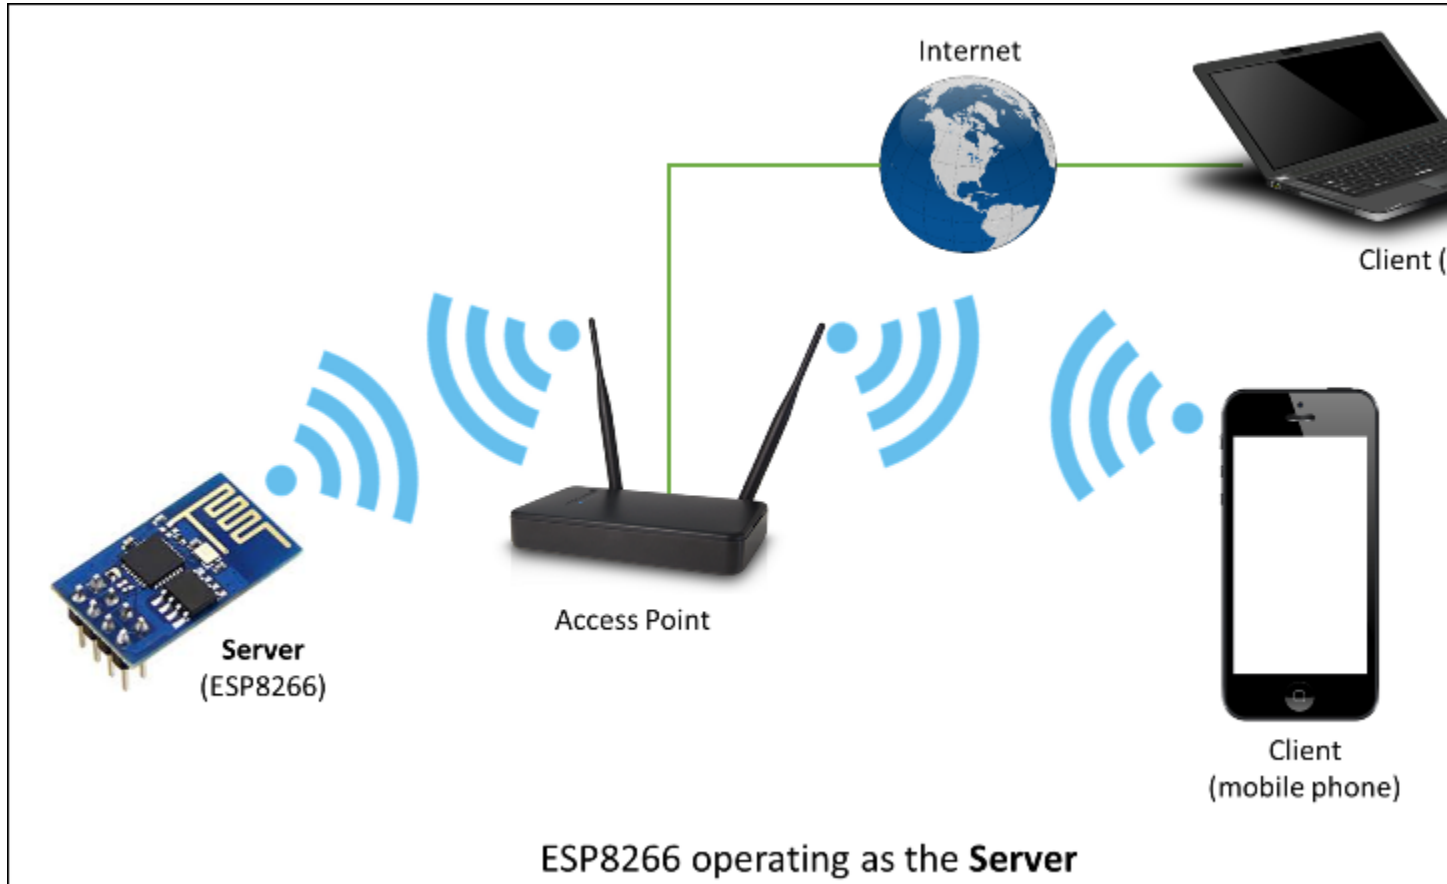 Internet
Client (
Access Point
Server
(ESP8266)
Client
(mobile phone)
ESP8266 operating as the Server